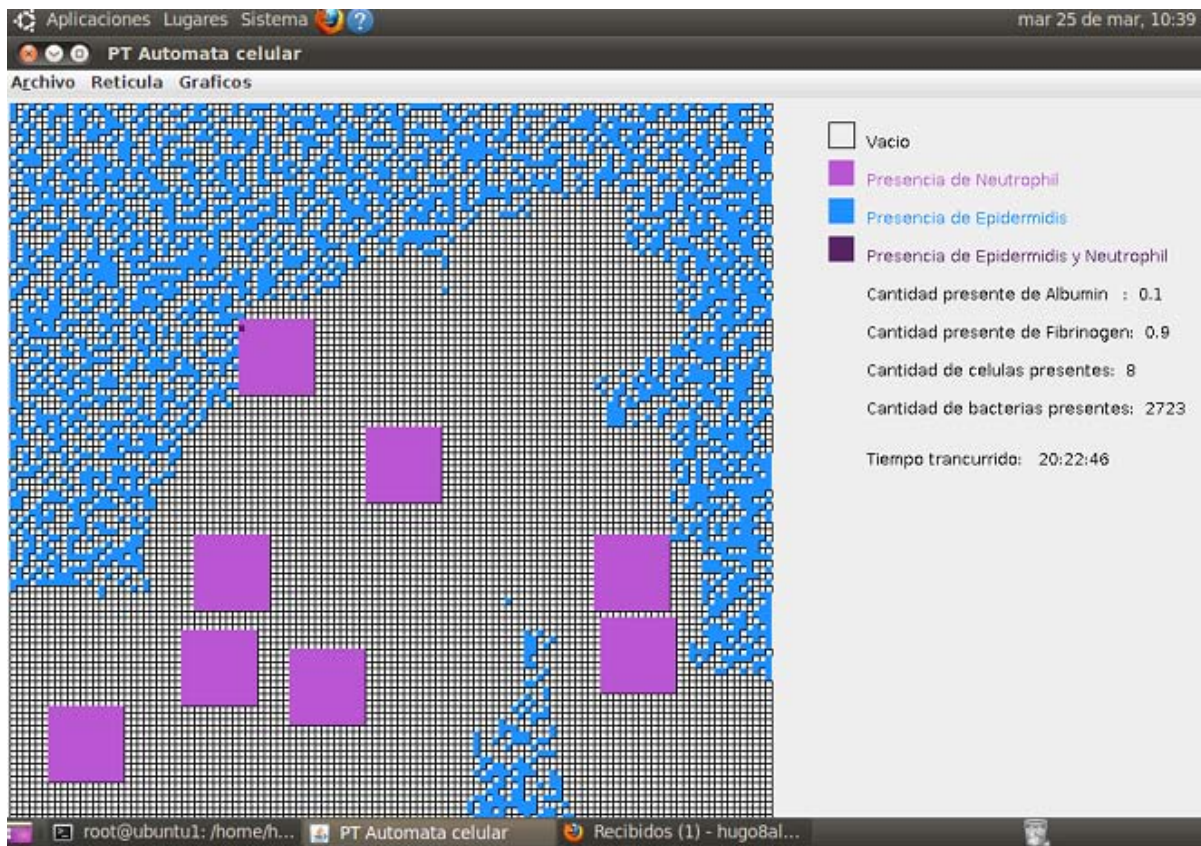 Aplicaciones Lugares Sistema ?
mar 25 de mar, 10:39
PT Automata celular
Archivo Reticula Graficos
Vacio
Presencia de Neutrophil
Presencia de Epidermidis
Presencia de Epidermidis y Neutrophil
Cantidad presente de Albumin : 0.1
Cantidad presente de Fibrinogen: 0.9
Cantidad de celulas presentes: 8
Cantidad de bacterias presentes: 2723
Tiempo trancurrido: 20:22:46
root@ubuntu1: /home/h... PT Automata celular Recibidos (1) - hugo8al...